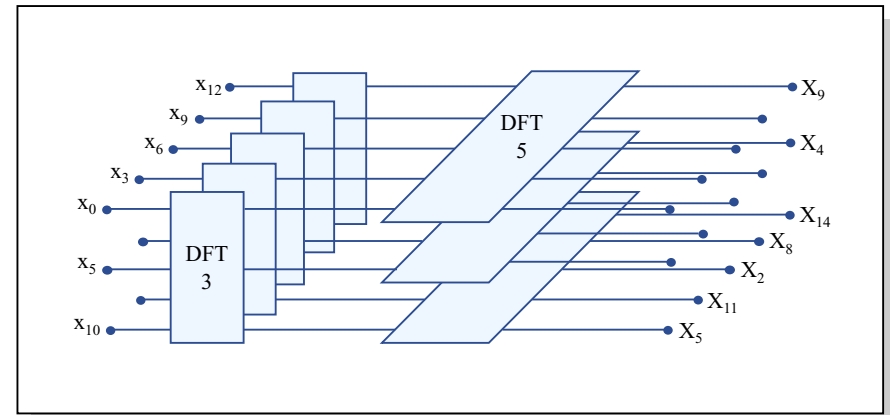 x12 X9
x9 DFT
5
x6 X4
x3
x0 X14
DFT
3
X8
x5 X2
X11
x10 X5